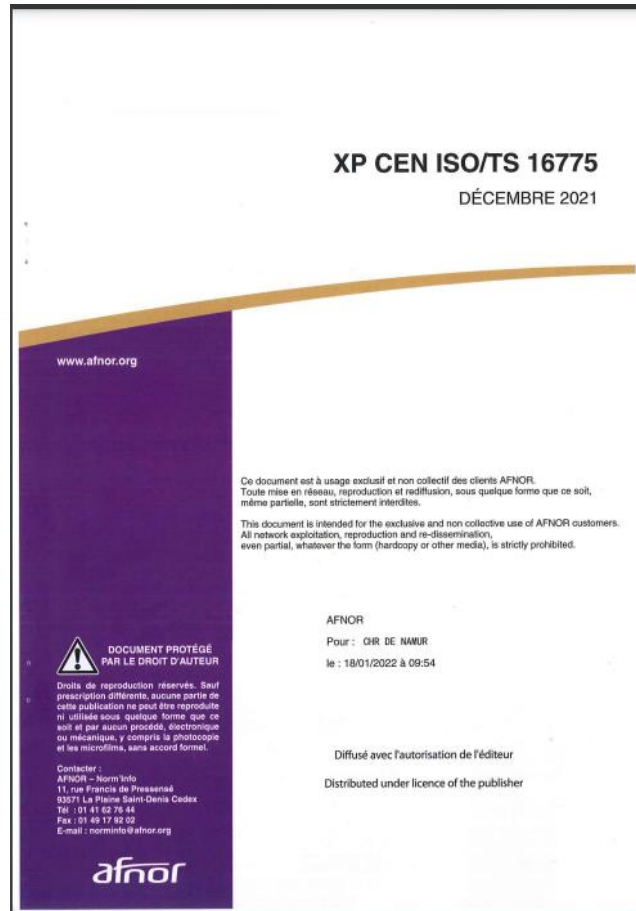 XP CEN ISO/TS 16775
DÉCEMBRE 2021
www.afnor.org
Ce document est à usage exclusif et non collectif des clients AFNOR.
Toute mise en réseau, reproduction et rediffusion, sous quelque forme que ce soit,
même partielle, sont strictement interdites.
This document is intended for the exclusive and non collective use of AFNOR customers.
All network exploitation, reproduction and re-dissemination,
even partial, whatever the form (hardcopy or other media), is strictly prohibited.
AFNOR
Pour : CHR DE NAMUR
le : 18/01/2022 à 09:54
DOCUMENT PROTÉGÉ
PAR LE DROIT D'AUTEUR
Droits de reproduction réservés. Sauf
prescription différente, aucune partie de
cette publication ne peut être reproduite
ni utilisée sous quelque forme que ce
soit et par aucun procédé, électronique
ou mécanique, y compris la photocopie
et les microfilms, sans accord formel.
Contacter :
AFNOR – Norm'Info
11, rue Francis de Pressensé
93571 La Plaine Saint-Denis Cedex
Tél : 01 41 62 76 44
Fax : 01 49 17 92 02
E-mail : norminfo@afnor.org
Diffusé avec l'autorisation de l'éditeur
Distributed under licence of the publisher
afnor